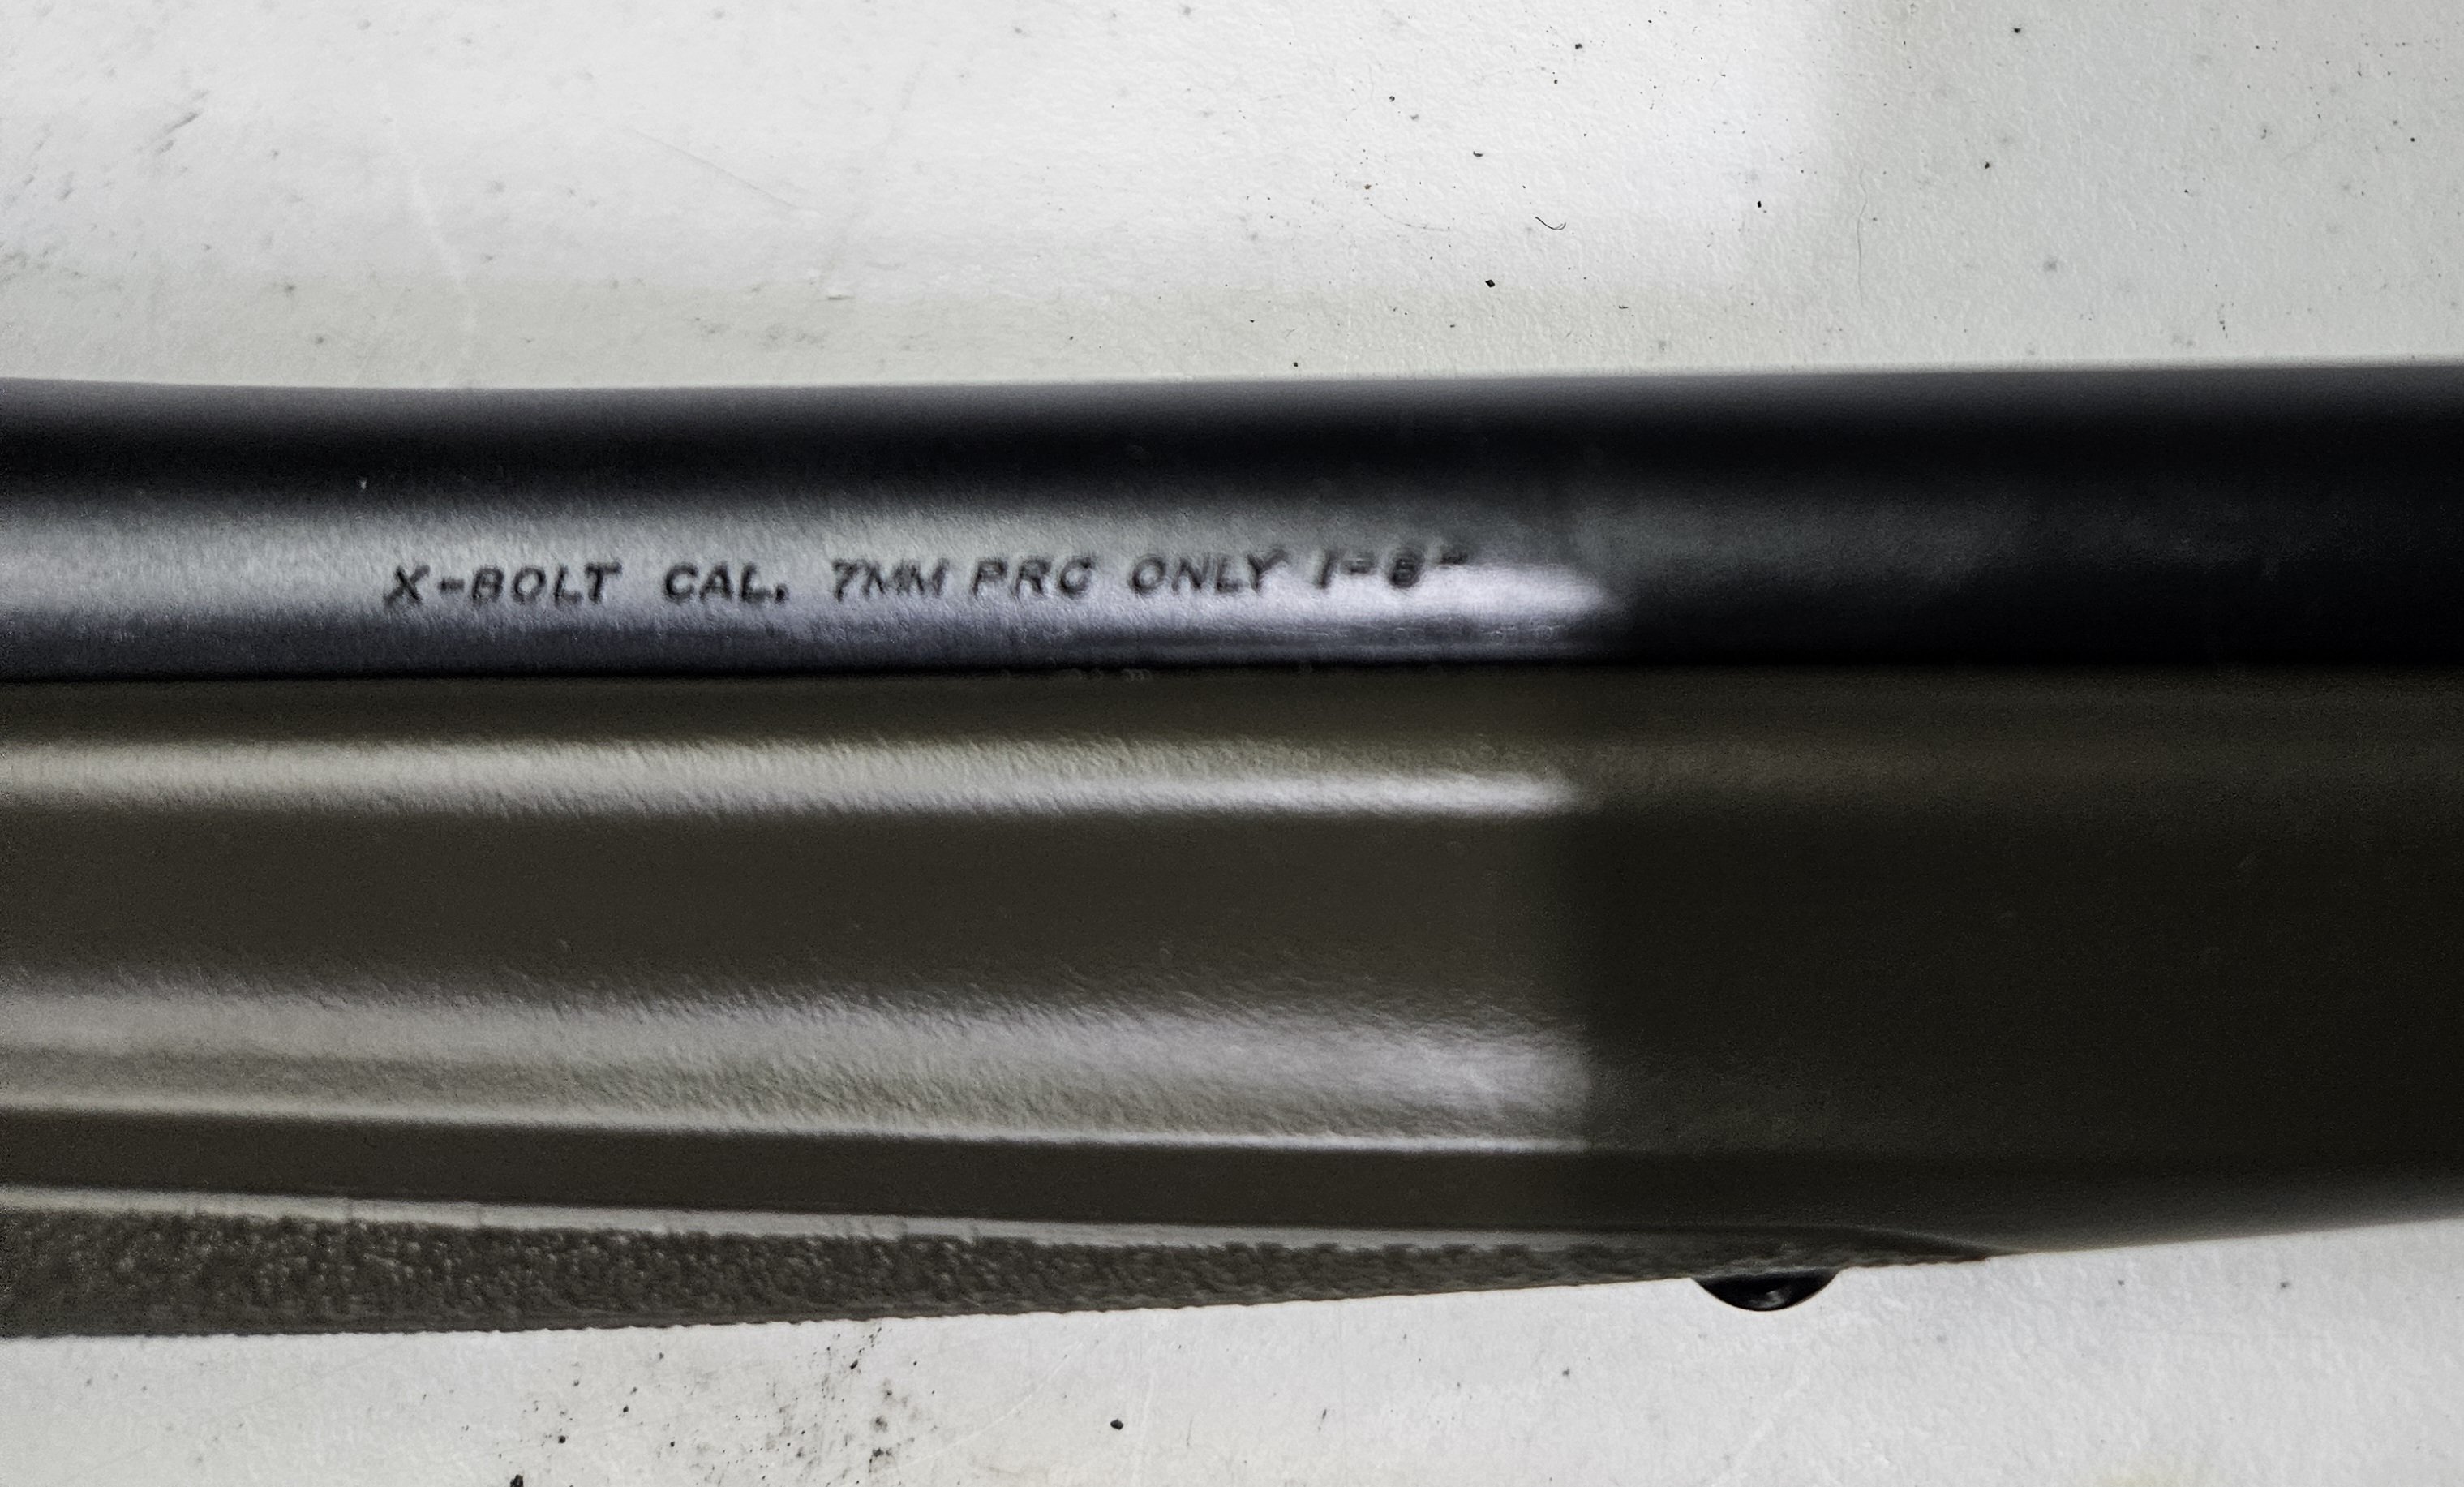 X-BOLT CAL. 7MM PRC ONLY 1-8"